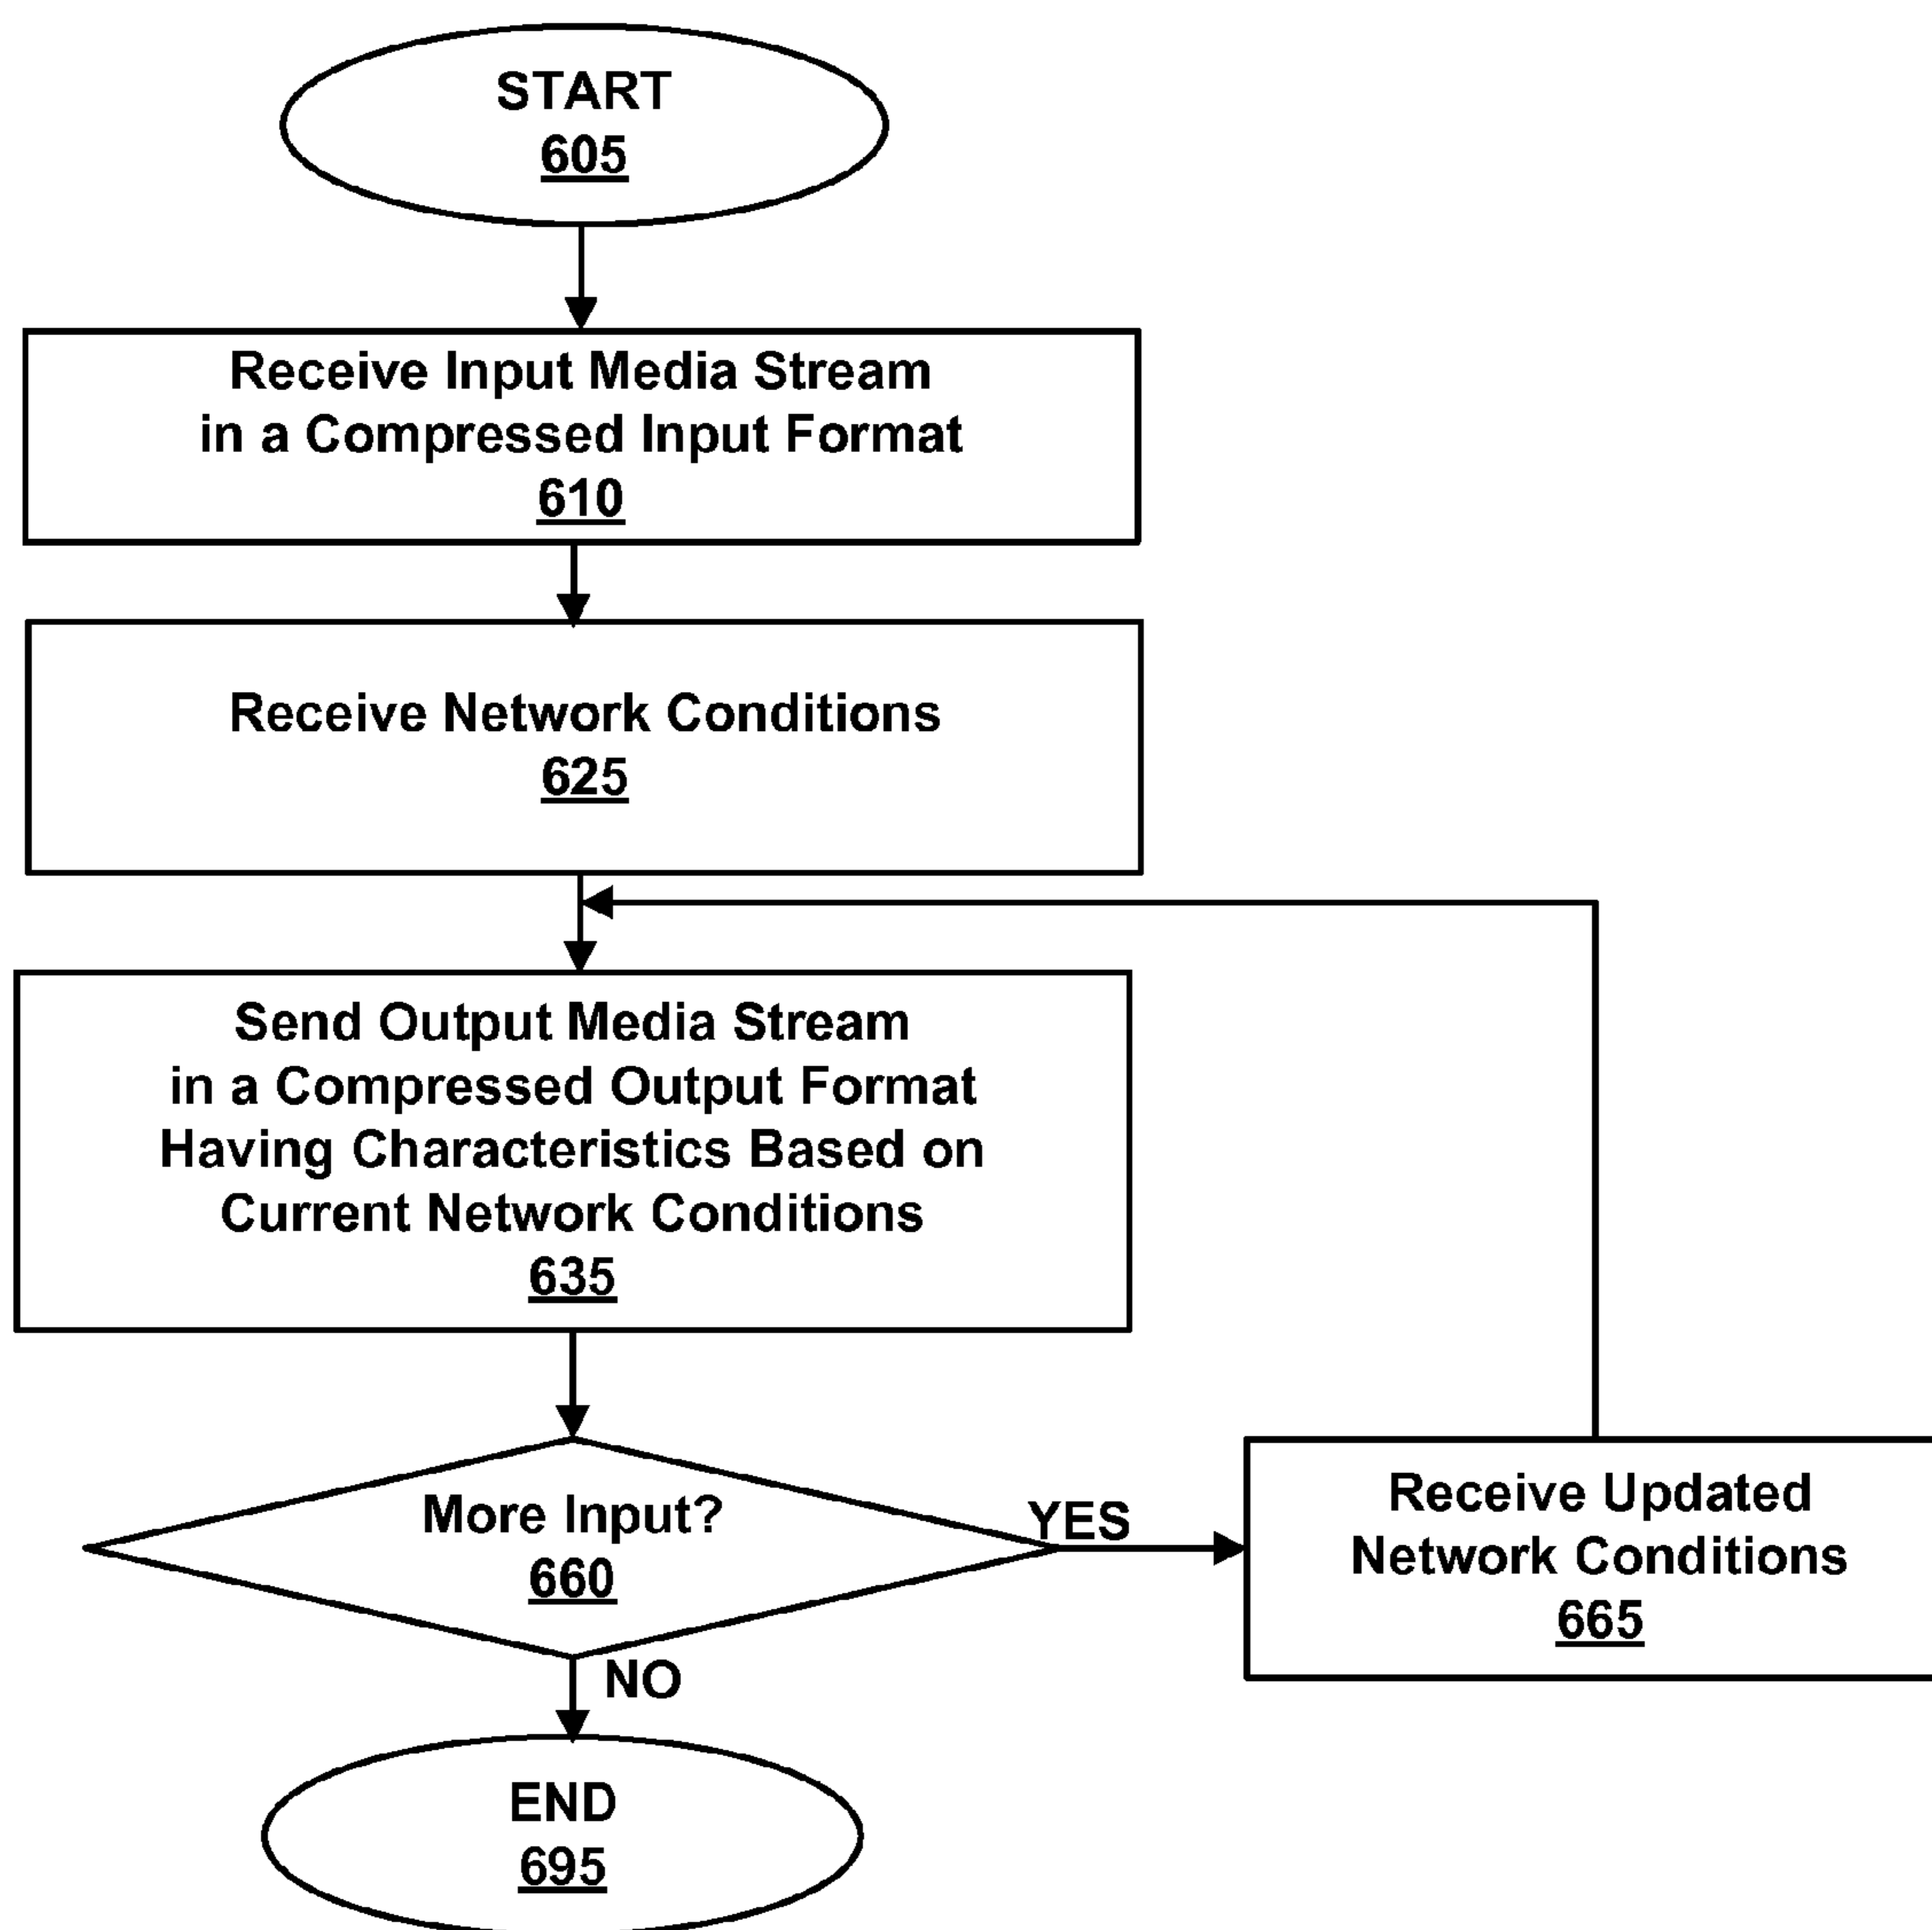 START
605
Receive Input Media Stream
in a Compressed Input Format
610
Receive Network Conditions
625
Send Output Media Stream
in a Compressed Output Format
Having Characteristics Based on
Current Network Conditions
635
More Input?
660
YES
Receive Updated
Network Conditions
665
NO
END
695